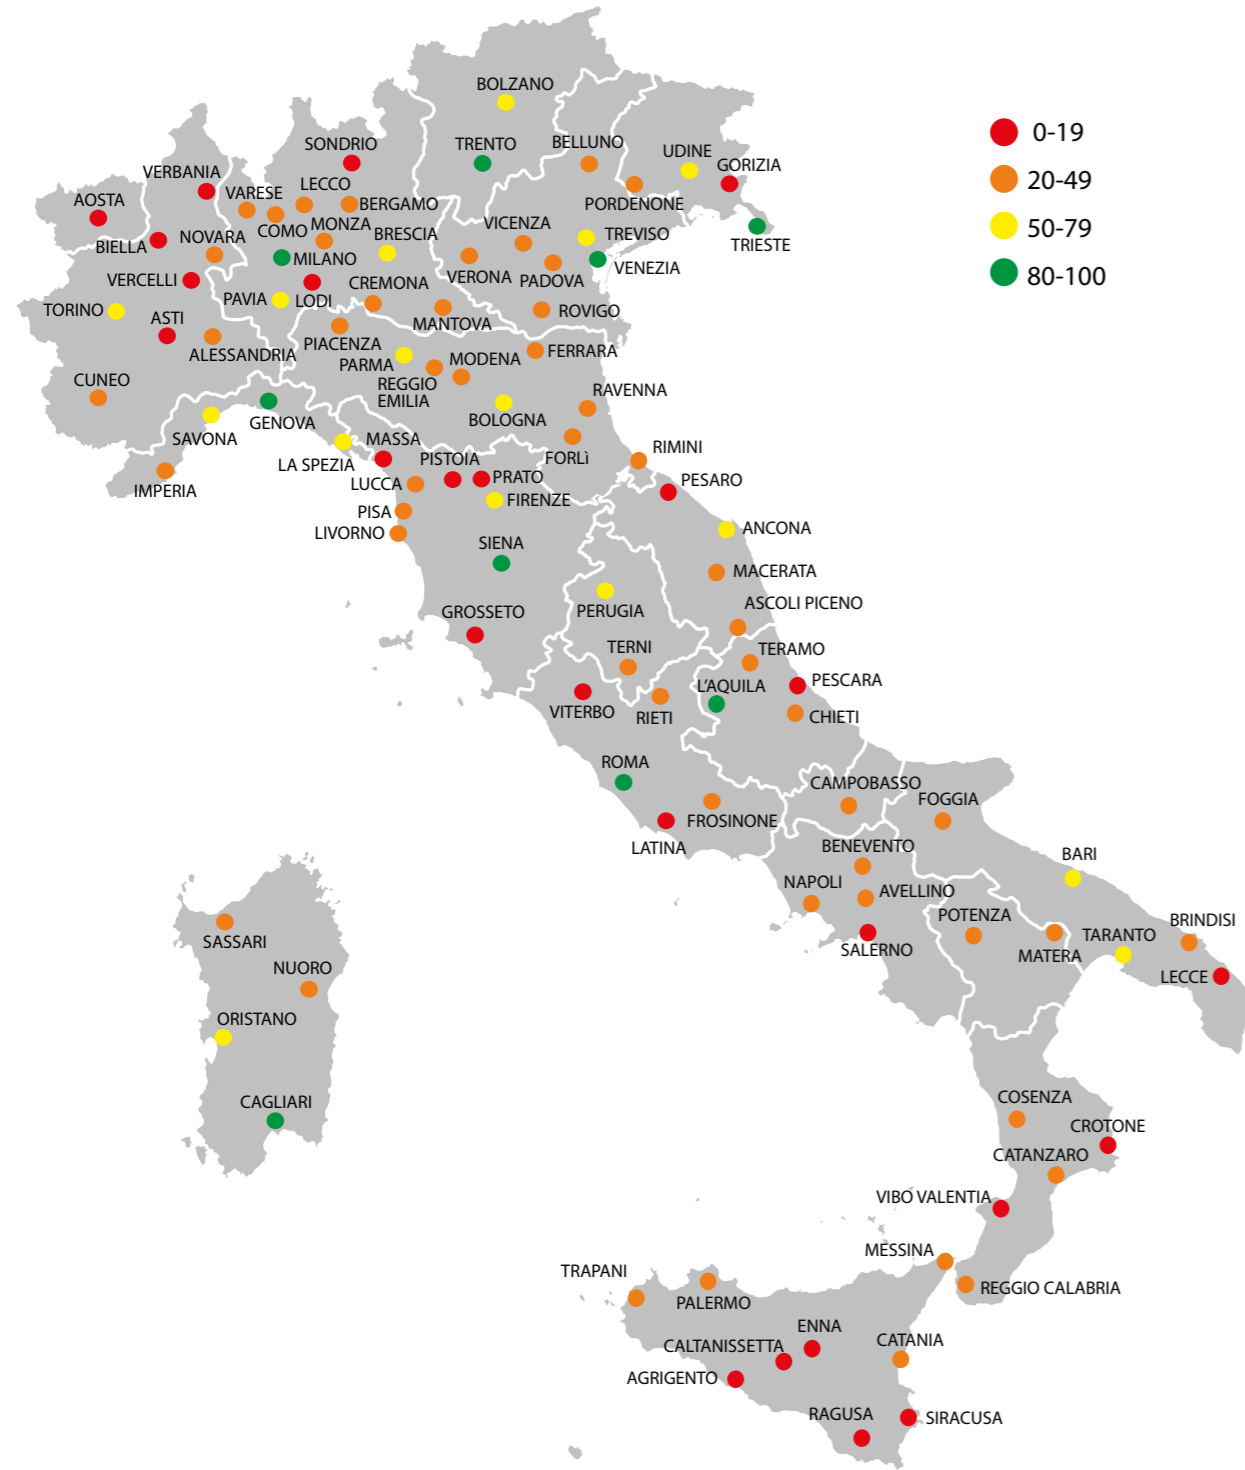 BOLZANO
SONDRIO
TRENTO
BELLUNO
UDINE
GORIZIA
VERBANIA
LECCO
VARESE
AOSTA
BERGAMO
PORDENONE
VICENZA
COMO
MONZA
BRESCIA
TREVISO
TRIESTE
BIELLA
NOVARA
MILANO
VENEZIA
VERONA
PADOVA
VERCELLI
CREMONA
PAVIA
LODI
TORINO
ROVIGO
ASTI
MANTOVA
PIACENZA
ALESSANDRIA
FERRARA
PARMA
MODENA
CUNEO
REGGIO
EMILIA
RAVENNA
BOLOGNA
GENOVA
SAVONA
MASSA
RIMINI
FORLì
PISTOIA
LA SPEZIA
PRATO
PESARO
LUCCA
IMPERIA
FIRENZE
PISA
ANCONA
LIVORNO
SIENA
MACERATA
ASCOLI PICENO
PERUGIA
GROSSETO
TERNI
TERAMO
PESCARA
L'AQUILA
VITERBO
RIETI
CHIETI
ROMA
CAMPOBASSO
FOGGIA
FROSINONE
LATINA
BENEVENTO
BARI
NAPOLI
AVELLINO
POTENZA
BRINDISI
TARANTO
SASSARI
SALERNO
MATERA
NUORO
LECCE
ORISTANO
COSENZA
CAGLIARI
CROTONE
CATANZARO
VIBO VALENTIA
MESSINA
TRAPANI
REGGIO CALABRIA
PALERMO
ENNA
CATANIA
CALTANISSETTA
AGRIGENTO
RAGUSA
SIRACUSA
0-19
20-49
50-79
80-100